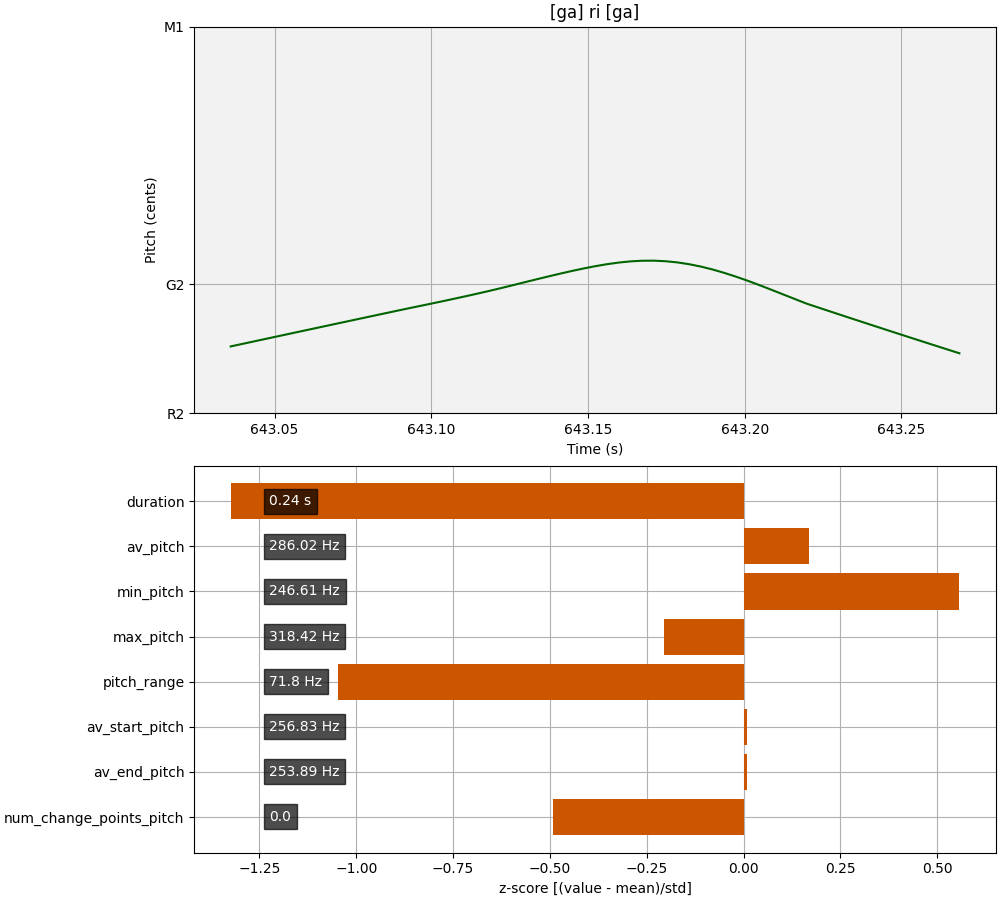 [ga] ri [ga]
M1
G2
R2
Pitch (cents)
643.05 643.10 643.15 643.20 643.25
Time (s)
duration 0.24 s
av_pitch 286.02 Hz
min_pitch 246.61 Hz
max_pitch 318.42 Hz
pitch_range 71.8 Hz
av_start_pitch 256.83 Hz
av_end_pitch 253.89 Hz
num_change_points_pitch 0.0
−1.25 −1.00 −0.75 −0.50 −0.25 0.00 0.25 0.50
z-score [(value - mean)/std]